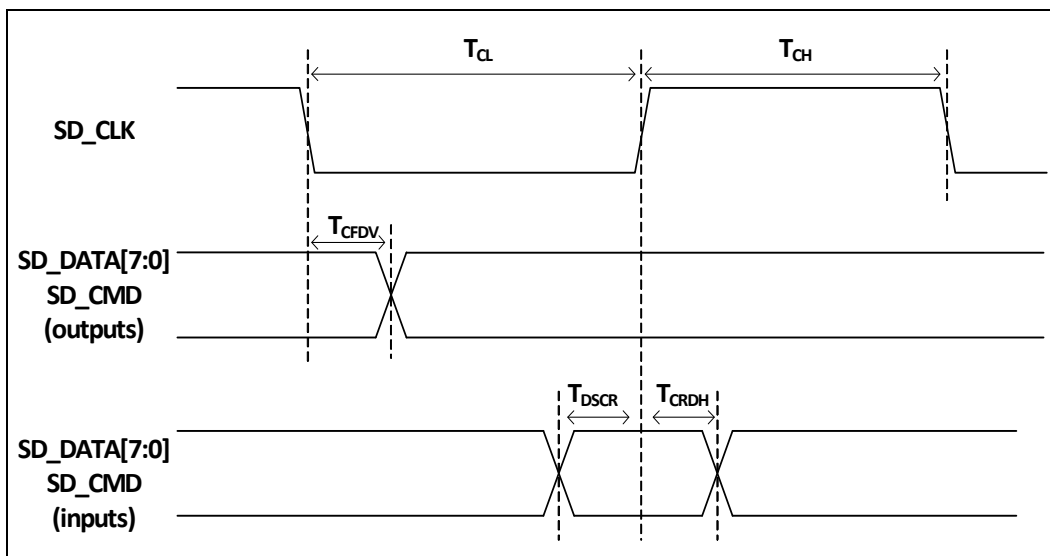 T_CL
T_CH
SD_CLK
T_CFDV
SD_DATA[7:0]
SD_CMD
(outputs)
T_DSCR
T_CRDH
SD_DATA[7:0]
SD_CMD
(inputs)